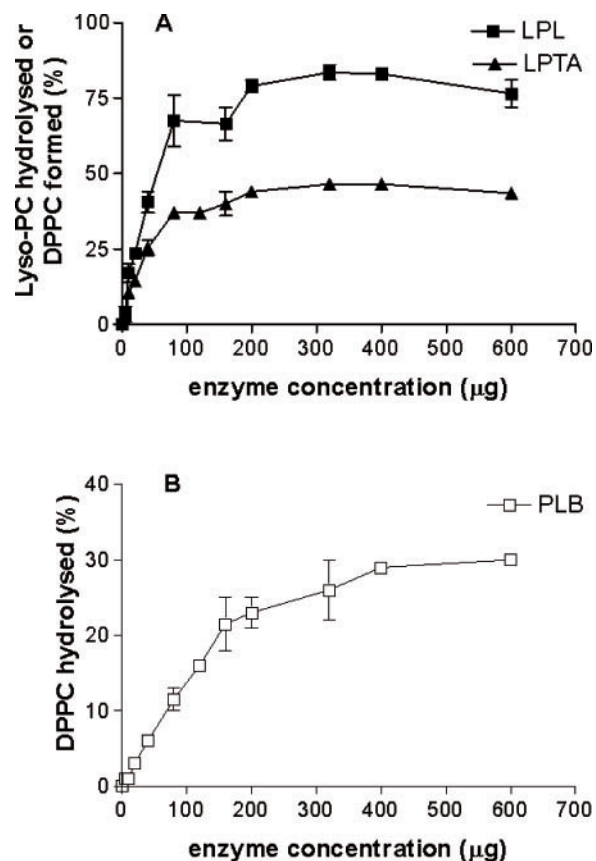 A
LPL
LPTA
Lyso-PC hydrolysed or
DPPC formed (%)
100
75
50
25
0
0 100 200 300 400 500 600 700
enzyme concentration (µg)
B
PLB
DPPC hydrolysed (%)
40
30
20
10
0
0 100 200 300 400 500 600 700
enzyme concentration (µg)